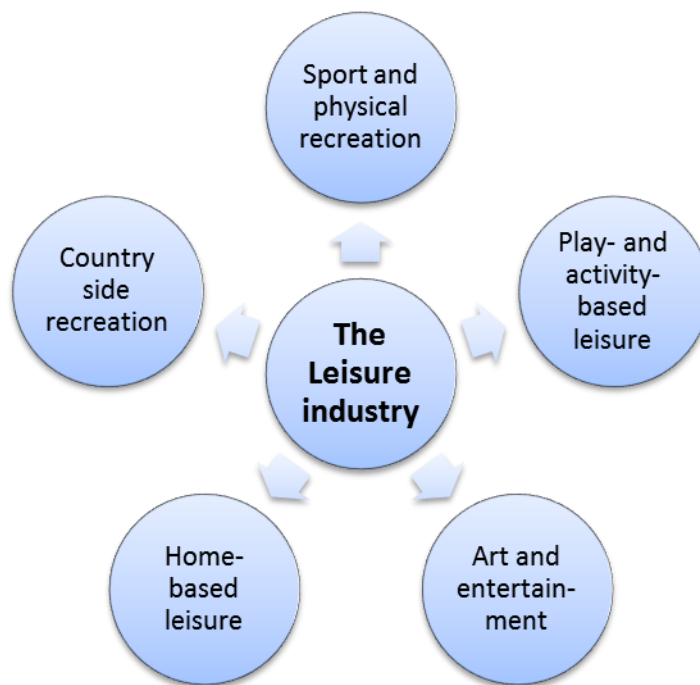 Sport and
physical
recreation
Country
side
recreation
Play- and
activity-
based
leisure
The
Leisure
industry
Home-
based
leisure
Art and
entertain-
ment